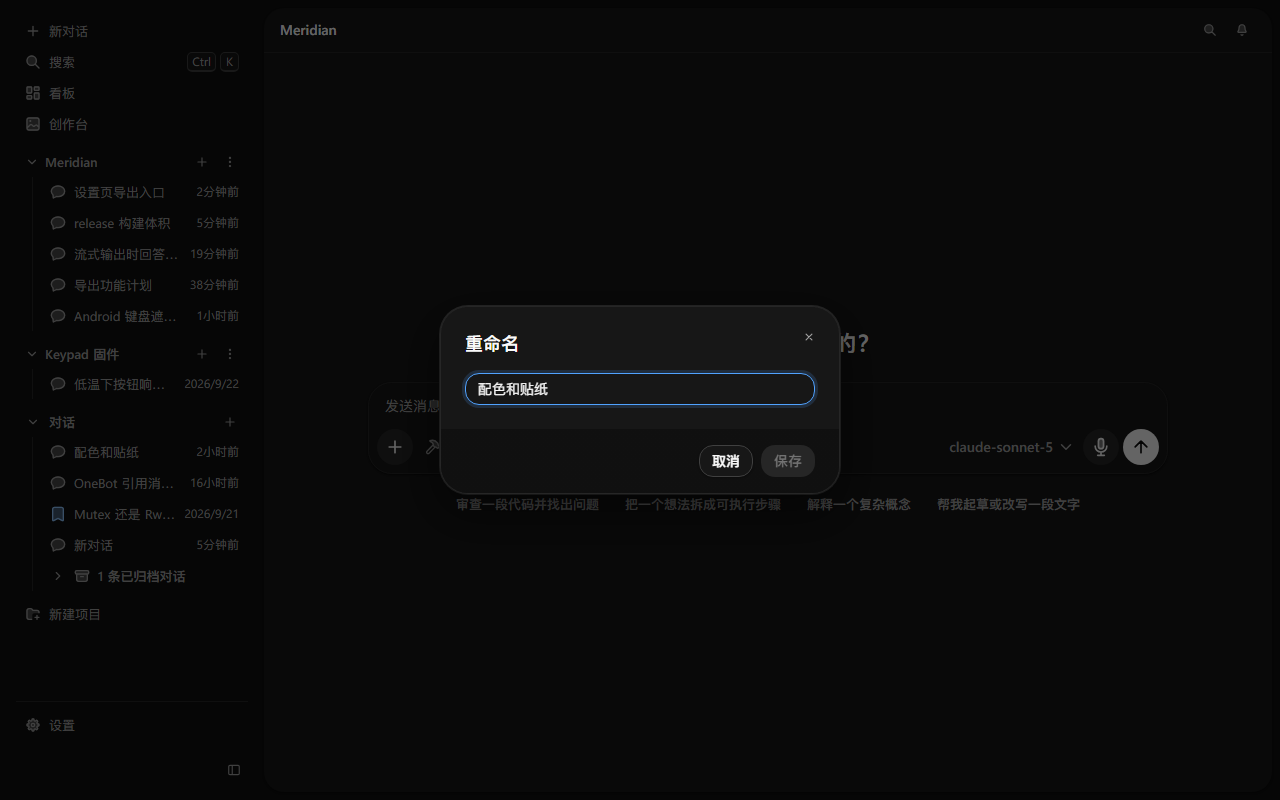 新对话
搜索 Ctrl K
看板
创作台
Meridian
设置页导出入口 2分钟前
release 构建体积 5分钟前
流式输出时回答… 19分钟前
导出功能计划 38分钟前
Android 键盘遮… 1小时前
Keypad 固件
低温下按钮响… 2026/9/22
对话
配色和贴纸 2小时前
OneBot 引用消… 16小时前
Mutex 还是 Rw… 2026/9/21
新对话 5分钟前
1 条已归档对话
新建项目
设置
Meridian
的？
发送消息
claude-sonnet-5
审查一段代码并找出问题 把一个想法拆成可执行步骤 解释一个复杂概念 帮我起草或改写一段文字
重命名
配色和贴纸
取消 保存